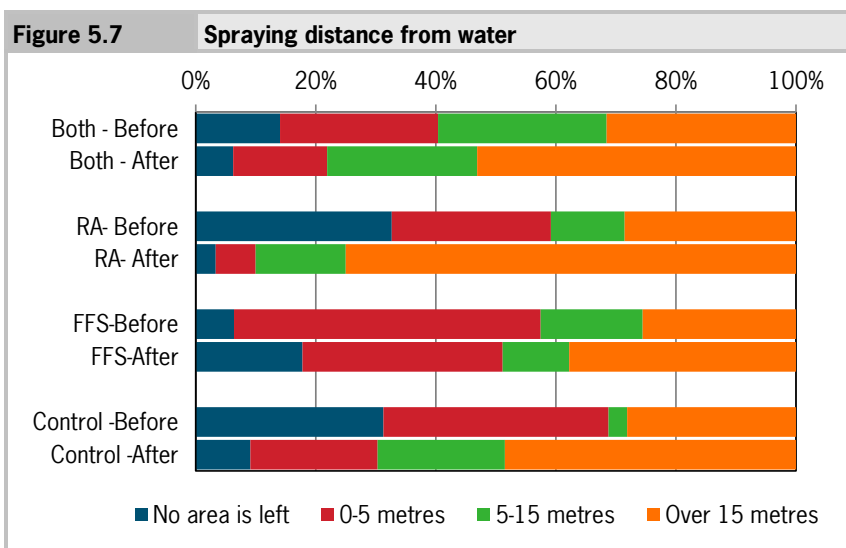 Figure 5.7 Spraying distance from water
0% 20% 40% 60% 80% 100%
Both - Before
Both - After
RA- Before
RA- After
FFS-Before
FFS-After
Control -Before
Control -After
No area is left 0-5 metres 5-15 metres Over 15 metres